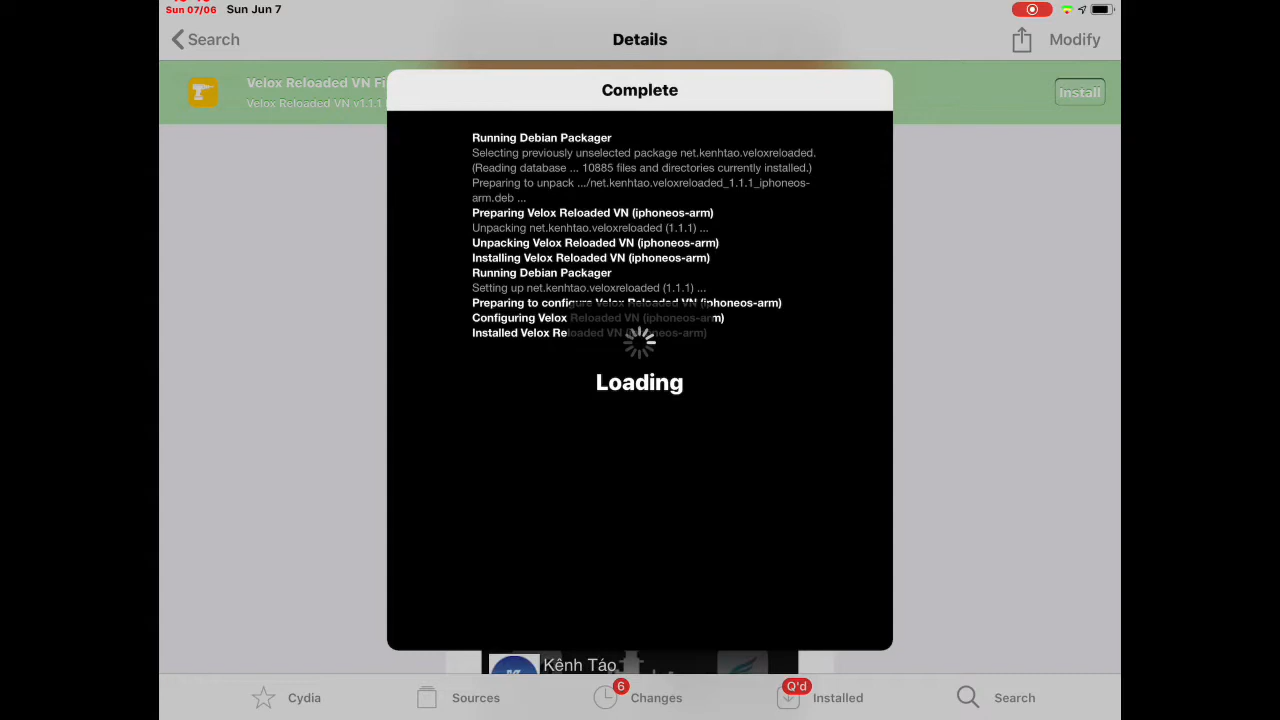 Sun 07/06 Sun Jun 7
Search
Details
Modify
Velox Reloaded VN Fi
Velox Reloaded VN v1.1.1
Install
Complete
Running Debian Packager
Selecting previously unselected package net.kenhtao.veloxreloaded.
(Reading database ... 10885 files and directories currently installed.)
Preparing to unpack .../net.kenhtao.veloxreloaded_1.1.1_iphoneos-
arm.deb ...
Preparing Velox Reloaded VN (iphoneos-arm)
Unpacking net.kenhtao.veloxreloaded (1.1.1) ...
Unpacking Velox Reloaded VN (iphoneos-arm)
Installing Velox Reloaded VN (iphoneos-arm)
Running Debian Packager
Setting up net.kenhtao.veloxreloaded (1.1.1) ...
Preparing to configure Velox Reloaded VN (iphoneos-arm)
Configuring Velox Reloaded VN (iphoneos-arm)
Installed Velox Reloaded VN (iphoneos-arm)
Loading
Kênh Táo
Cydia
Sources
6
Changes
Q'd
Installed
Search